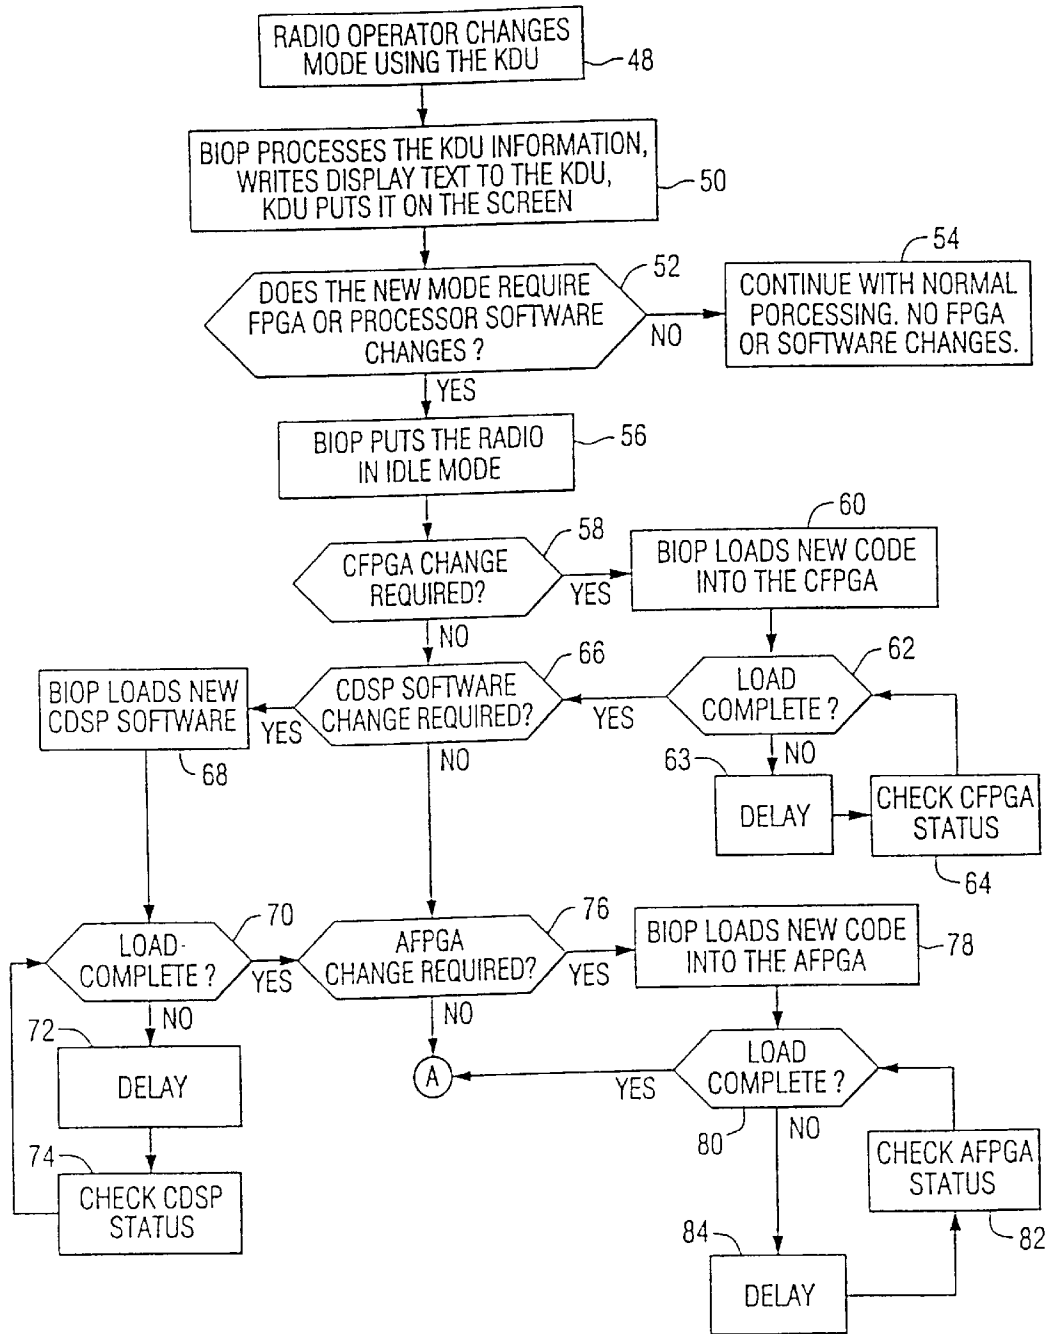 RADIO OPERATOR CHANGES
MODE USING THE KDU
48
BIOP PROCESSES THE KDU INFORMATION,
WRITES DISPLAY TEXT TO THE KDU,
KDU PUTS IT ON THE SCREEN
50
DOES THE NEW MODE REQUIRE
FPGA OR PROCESSOR SOFTWARE
CHANGES ?
52
NO
54
CONTINUE WITH NORMAL
PORCESSING. NO FPGA
OR SOFTWARE CHANGES.
YES
BIOP PUTS THE RADIO
IN IDLE MODE
56
CFPGA CHANGE
REQUIRED?
58
YES
60
BIOP LOADS NEW CODE
INTO THE CFPGA
NO
BIOP LOADS NEW
CDSP SOFTWARE
68
YES
CDSP SOFTWARE
CHANGE REQUIRED?
66
YES
LOAD
COMPLETE ?
62
NO
NO
63
DELAY
CHECK CFPGA
STATUS
64
LOAD-
COMPLETE ?
70
YES
AFPGA
CHANGE REQUIRED?
76
YES
BIOP LOADS NEW CODE
INTO THE AFPGA
78
NO
72
DELAY
74
CHECK CDSP
STATUS
NO
A
YES
LOAD
COMPLETE ?
80
NO
CHECK AFPGA
STATUS
82
84
DELAY